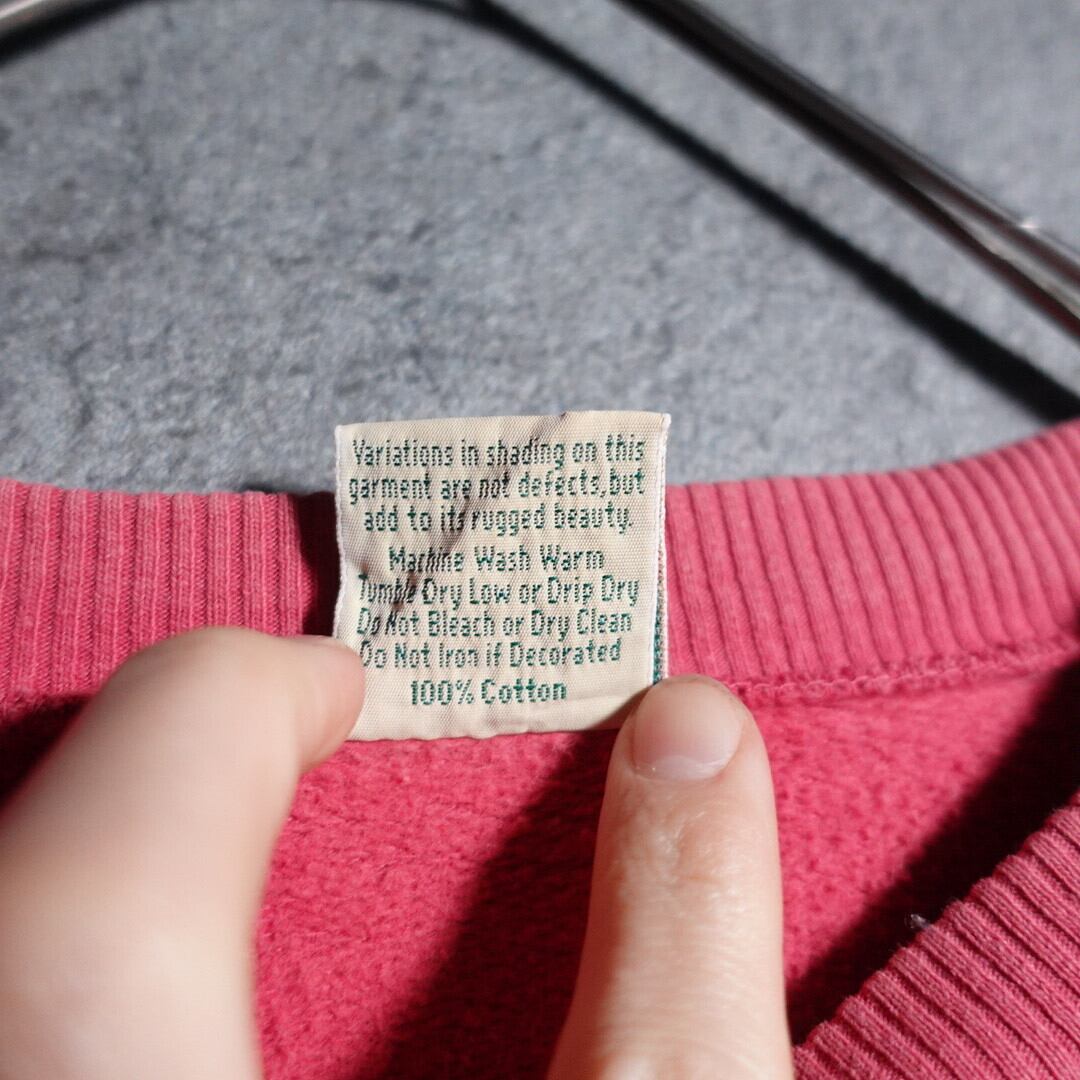 Variations in shading on this
garment are not defects, but
add to its rugged beauty.
Machine Wash Warm
Tumble Dry Low or Drip Dry
Do Not Bleach or Dry Clean
Do Not Iron if Decorated
100% Cotton